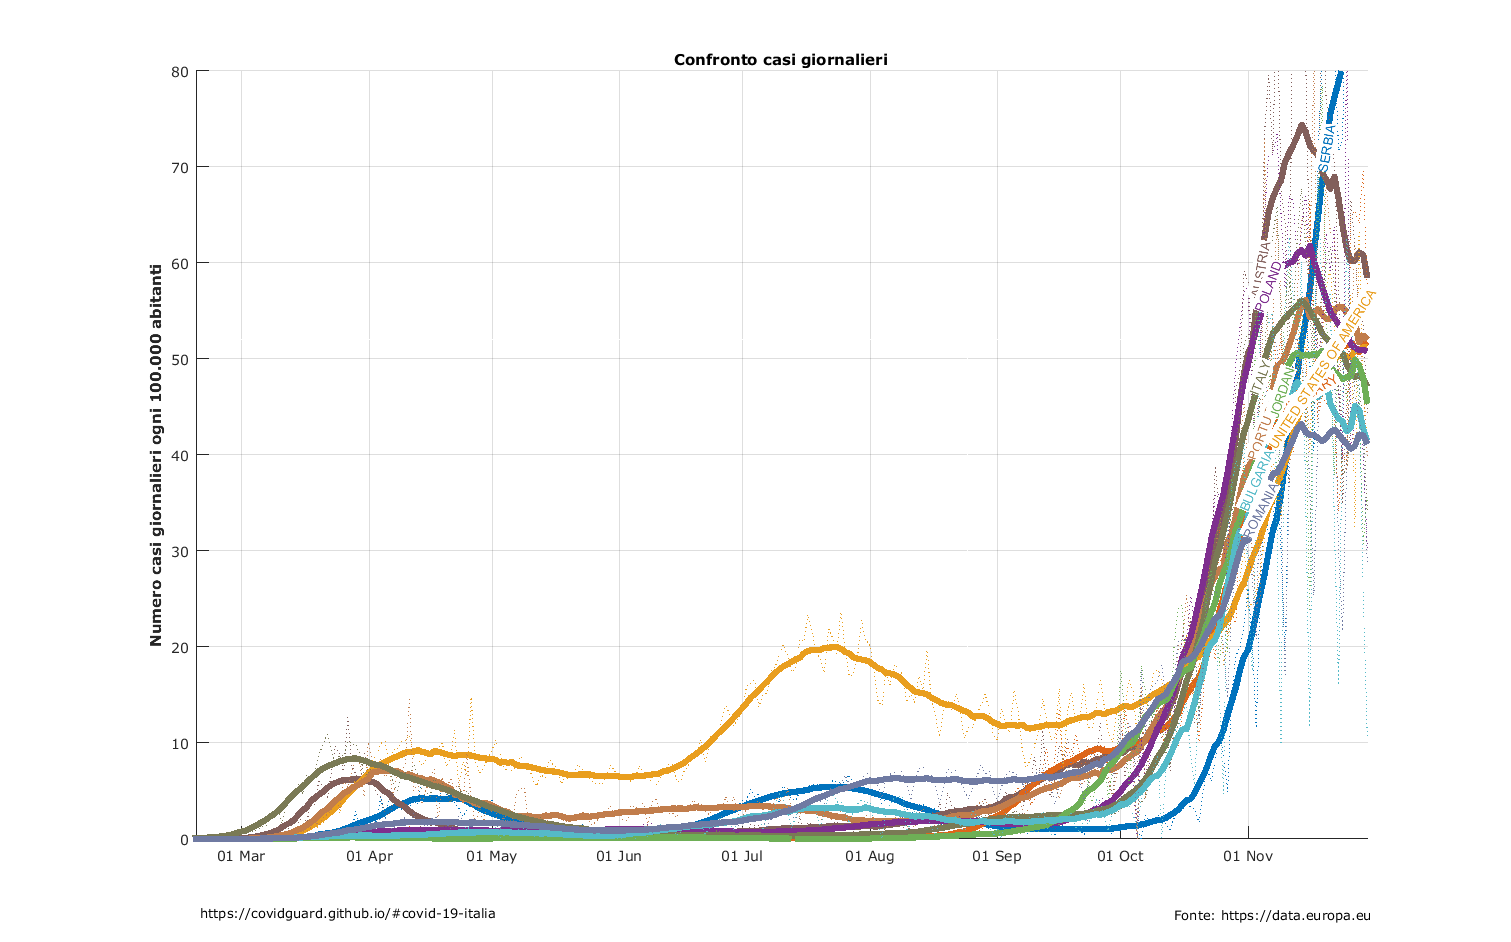 Confronto casi giornalieri
Numero casi giornalieri ogni 100.000 abitanti
80
70
60
50
40
30
20
10
0
01 Mar
01 Apr
01 May
01 Jun
01 Jul
01 Aug
01 Sep
01 Oct
01 Nov
SERBIA
POLAND
ITALY
JORDAN
UNITED STATES OF AMERICA
BULGARIA
ROMANIA
https://covidguard.github.io/#covid-19-italia
Fonte: https://data.europa.eu